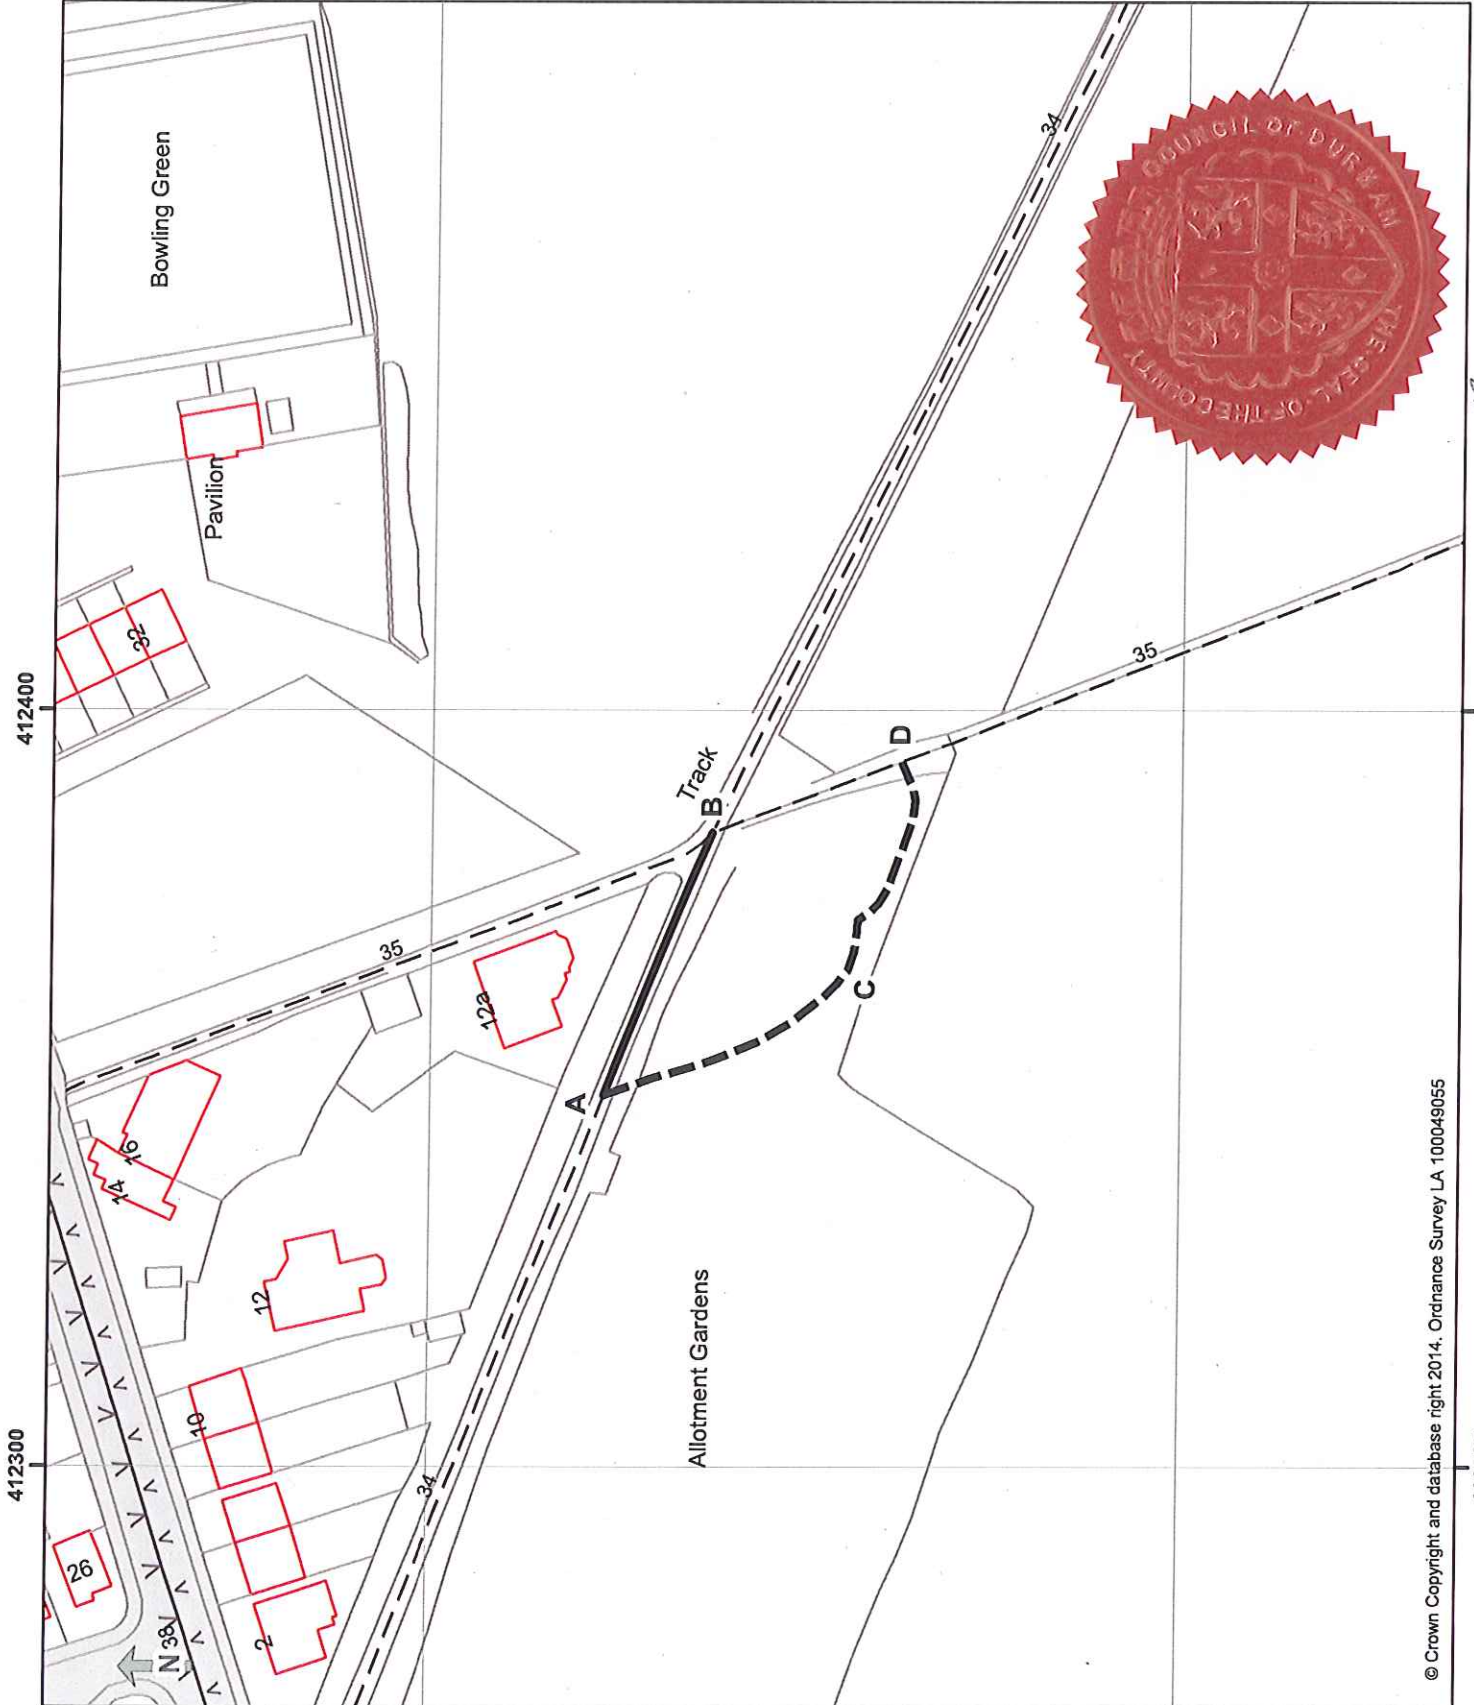 412300
412400
N
38
26
2
10
12
14
16
12a
32
34
35
Pavilion
Bowling Green
A
B
Track
C
D
34
35
Allotment Gardens
THE·SEAL·OF·THE COUNTY
COUNCIL·OF·DURHAM
© Crown Copyright and database right 2014. Ordnance Survey LA 100049055